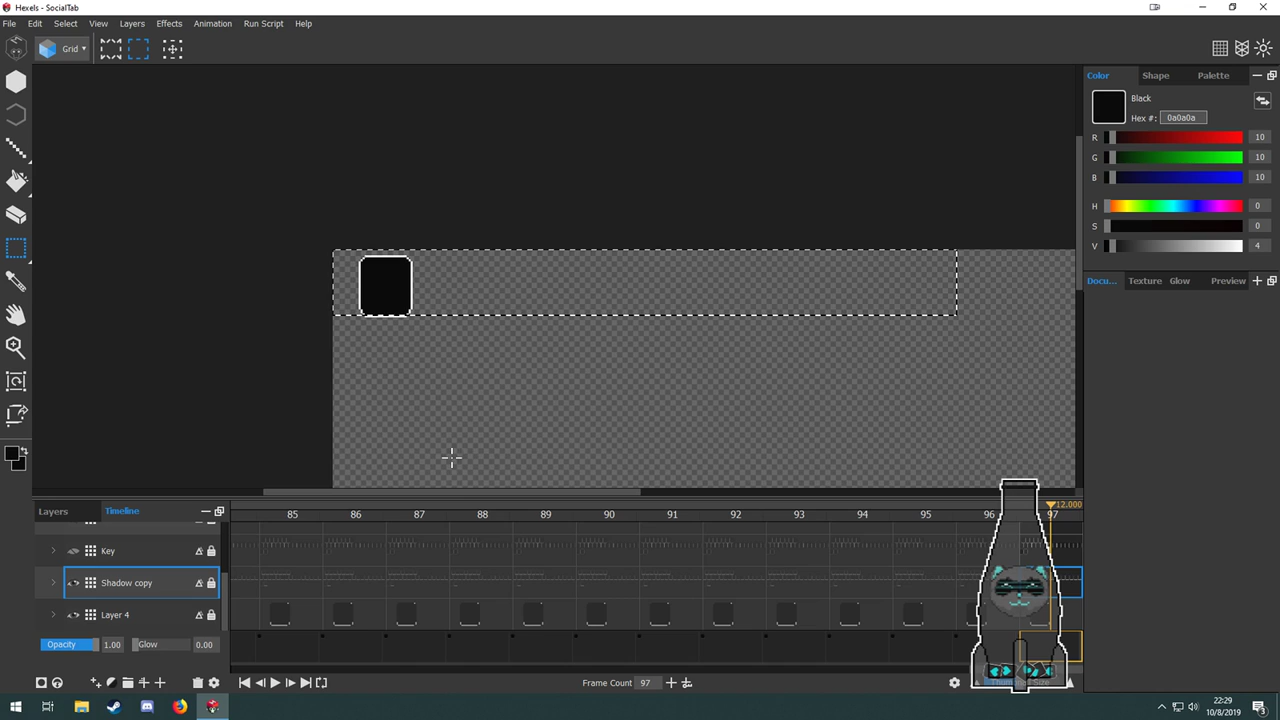 Hexels - SocialTab
File Edit Select View Layers Effects Animation Run Script Help
Grid
Color Shape Palette
Black
Hex #: 0a0a0a
R 10
G 10
B 10
H 0
S 0
V 4
Docu... Texture Glow Preview
Layers Timeline
12.000
85 86 87 88 89 90 91 92 93 94 95 96 97
Key
Shadow copy
Layer 4
Opacity 1.00 Glow 0.00
Frame Count 97
Thumbnail Size
22:29
10/8/2019
3